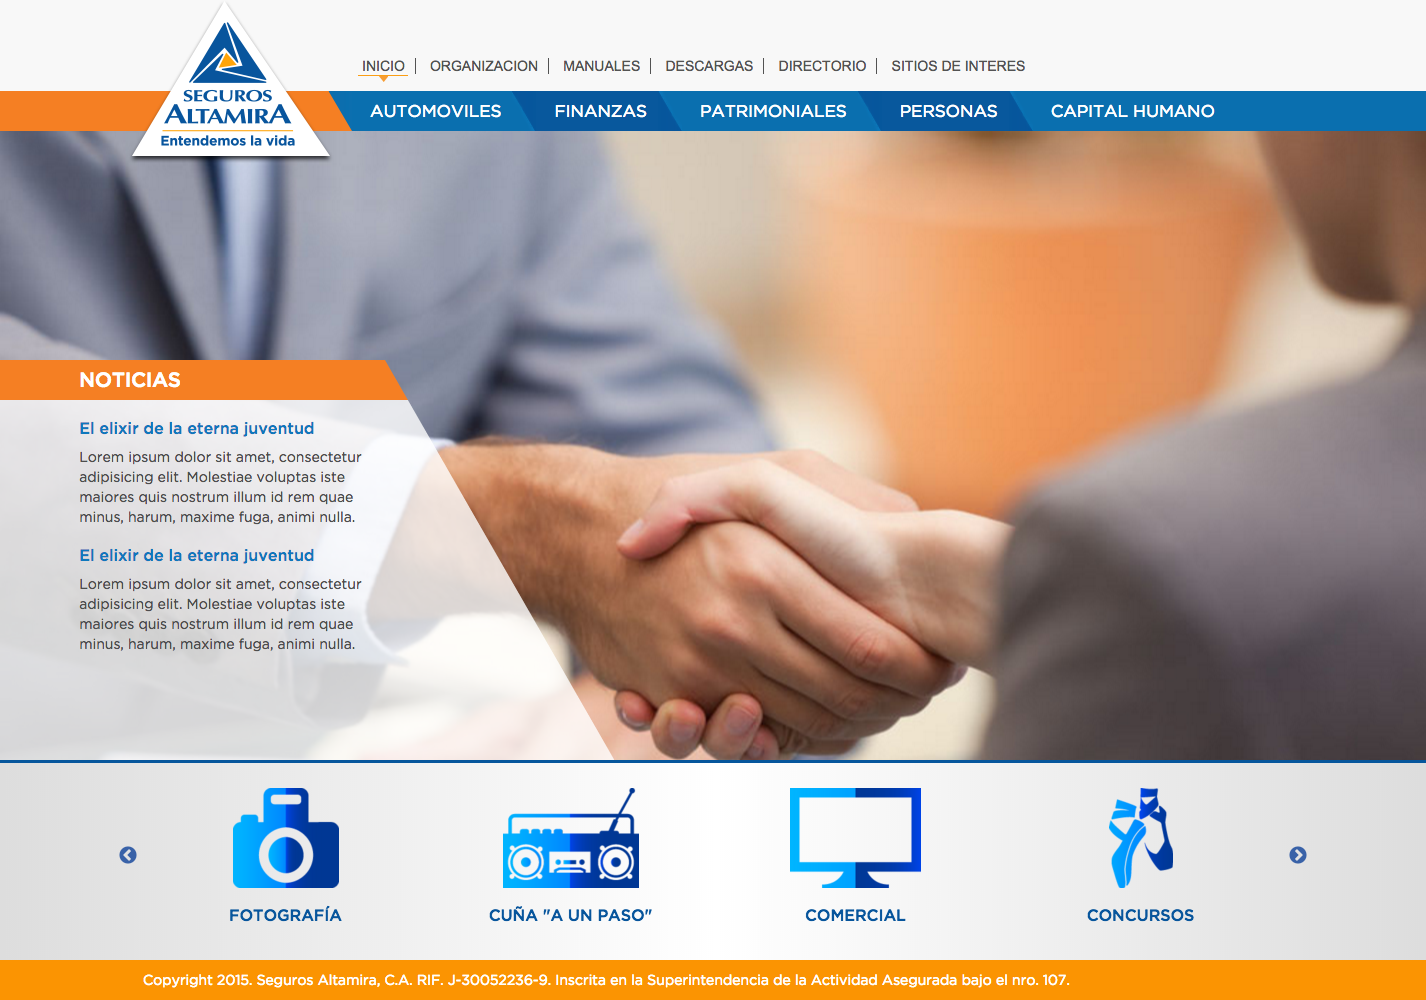 INICIO
ORGANIZACION
MANUALES
DESCARGAS
DIRECTORIO
SITIOS DE INTERES
SEGUROS
ALTAMIRA
Entendemos la vida
AUTOMOVILES
FINANZAS
PATRIMONIALES
PERSONAS
CAPITAL HUMANO
NOTICIAS
El elixir de la eterna juventud
Lorem ipsum dolor sit amet, consectetur
adipisicing elit. Molestiae voluptas iste
maiores quis nostrum illum id rem quae
minus, harum, maxime fuga, animi nulla.
El elixir de la eterna juventud
Lorem ipsum dolor sit amet, consectetur
adipisicing elit. Molestiae voluptas iste
maiores quis nostrum illum id rem quae
minus, harum, maxime fuga, animi nulla.
FOTOGRAFÍA
CUÑA "A UN PASO"
COMERCIAL
CONCURSOS
Copyright 2015. Seguros Altamira, C.A. RIF. J-30052236-9. Inscrita en la Superintendencia de la Actividad Asegurada bajo el nro. 107.